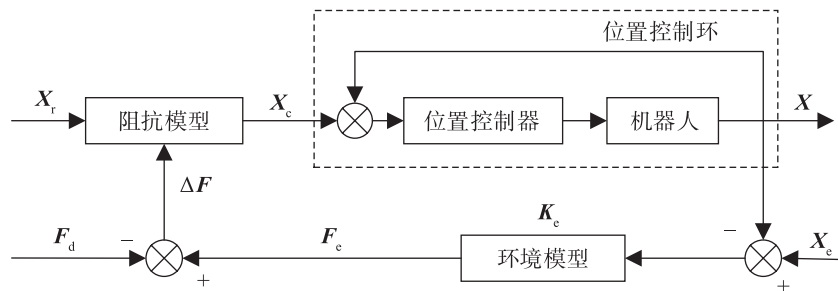 位置控制环
X_r
阻抗模型
X_c
位置控制器
机器人
X
ΔF
F_d
−
+
F_e
K_e
环境模型
−
+
X_e